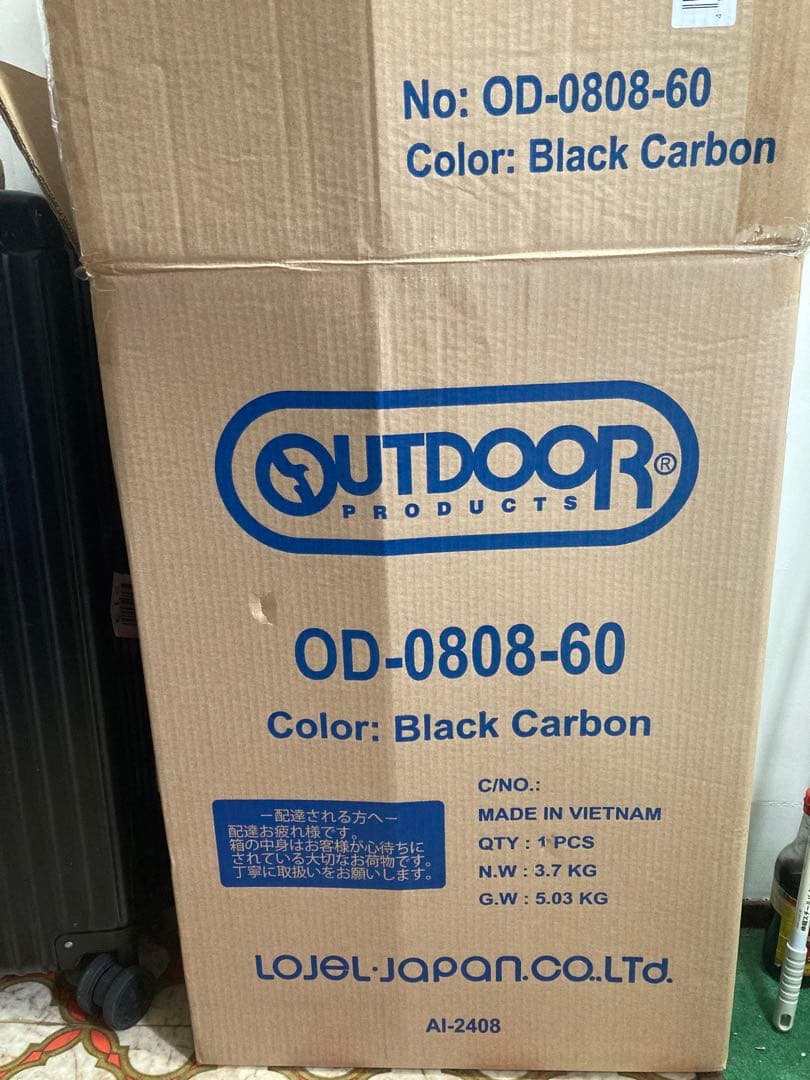 No: OD-0808-60
Color: Black Carbon
OUTDOOR®
PRODUCTS
OD-0808-60
Color: Black Carbon
C/NO.:
MADE IN VIETNAM
QTY : 1 PCS
N.W : 3.7 KG
G.W : 5.03 KG
―配達される方へ―
配達お疲れ様です。
箱の中身はお客様が心待ちに
されている大切なお荷物です。
丁寧に取扱いをお願いします。
LOJEL·JAPAN.CO.,LTD.
AI-2408